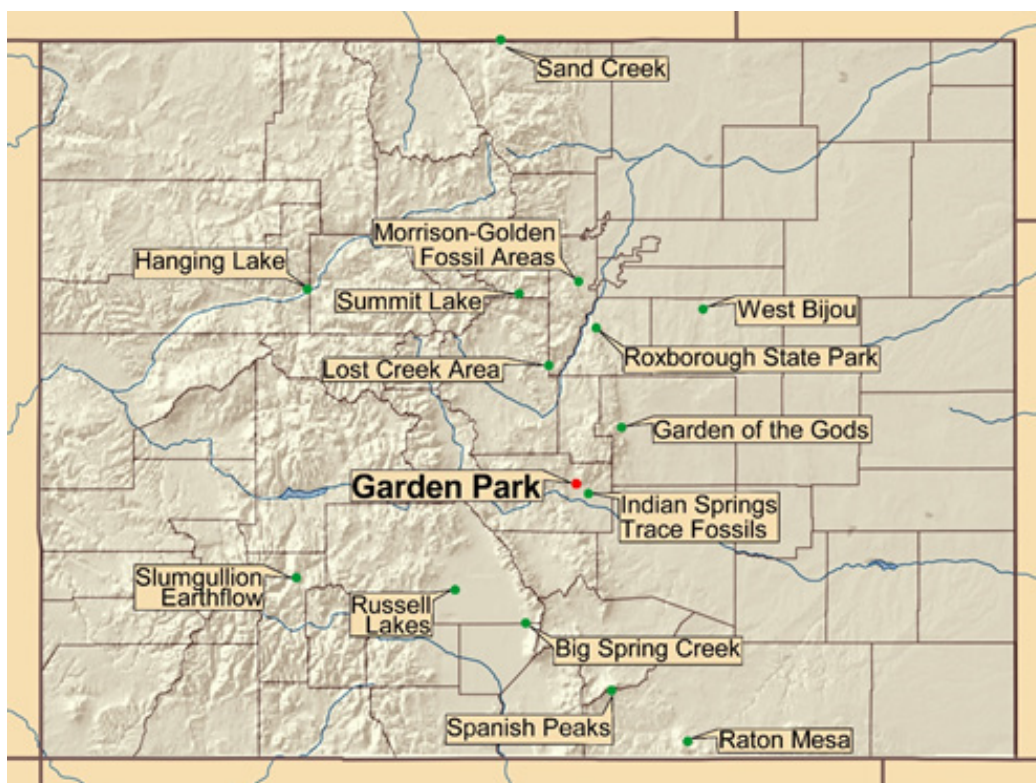 Sand Creek
Morrison-Golden
Fossil Areas
Hanging Lake
Summit Lake
West Bijou
Roxborough State Park
Lost Creek Area
Garden of the Gods
Garden Park
Indian Springs
Trace Fossils
Slumgullion
Earthflow
Russell
Lakes
Big Spring Creek
Spanish Peaks
Raton Mesa